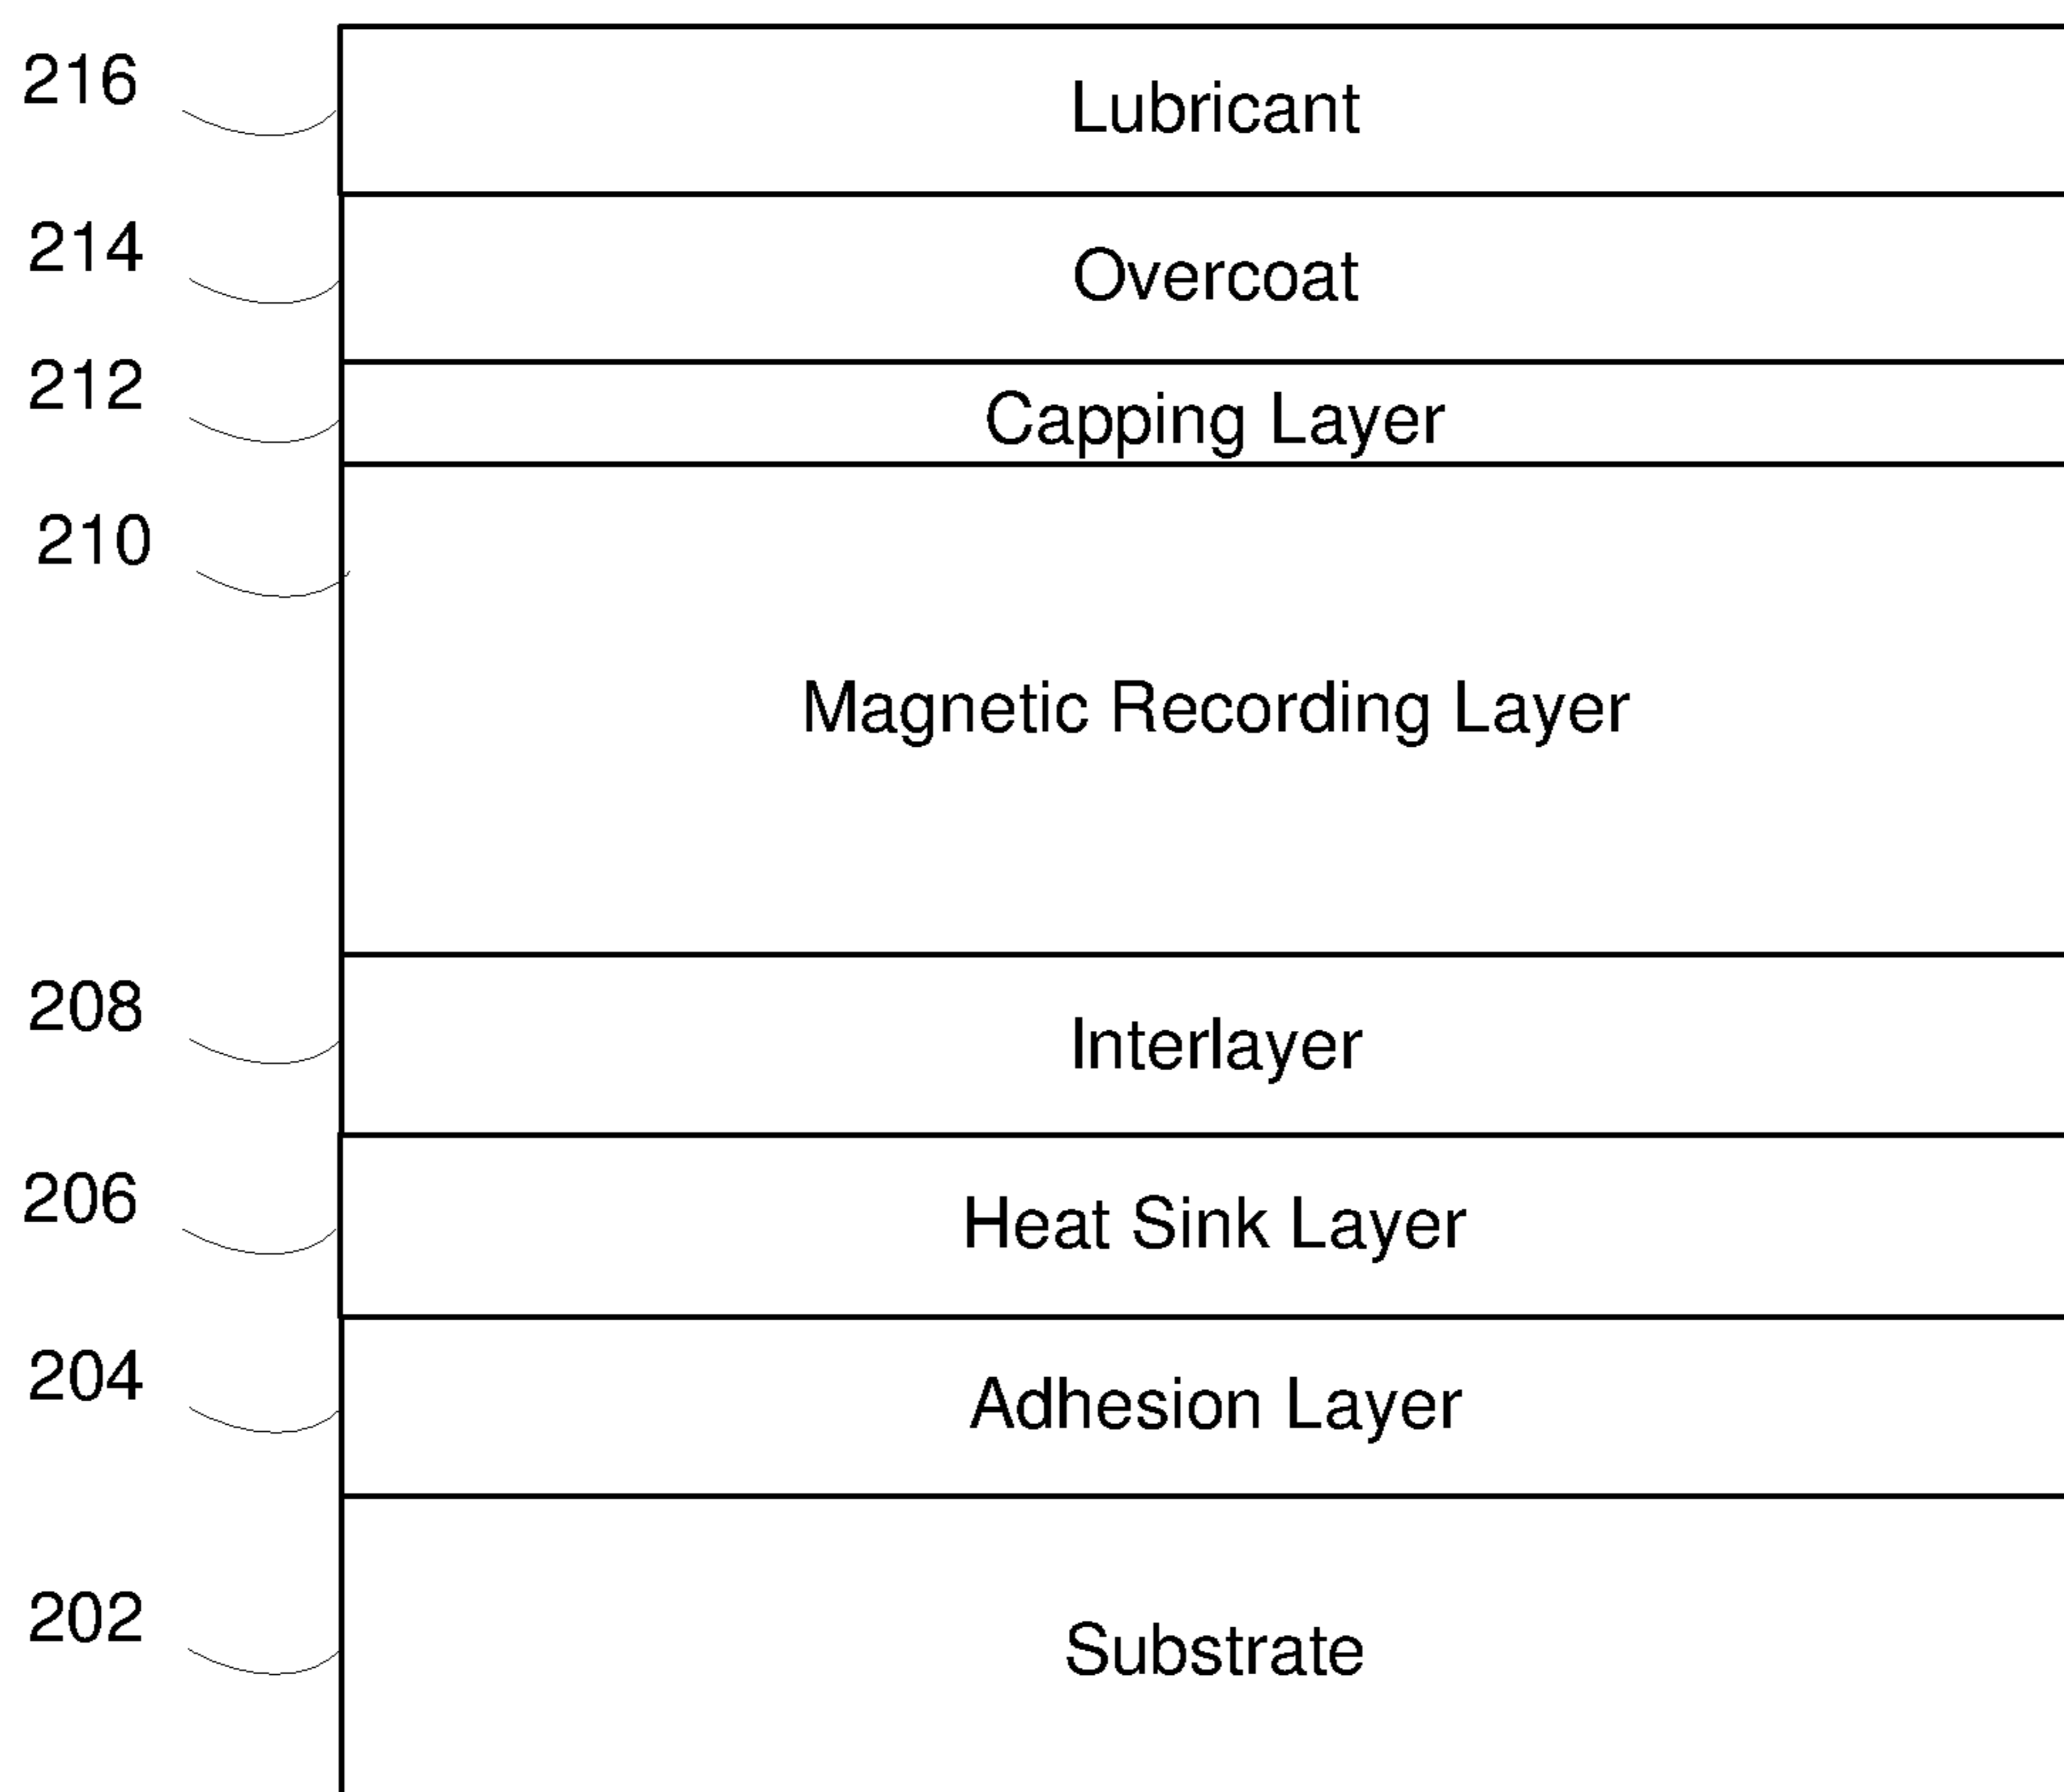 216
Lubricant
214
Overcoat
212
Capping Layer
210
Magnetic Recording Layer
208
Interlayer
206
Heat Sink Layer
204
Adhesion Layer
202
Substrate